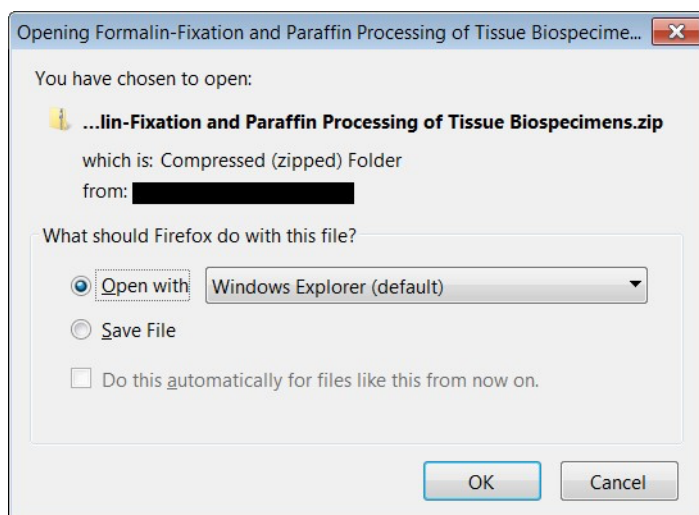 Opening Formalin-Fixation and Paraffin Processing of Tissue Biospecime...
You have chosen to open:
...lin-Fixation and Paraffin Processing of Tissue Biospecimens.zip
which is: Compressed (zipped) Folder
from:
What should Firefox do with this file?
Open with Windows Explorer (default)
Save File
Do this automatically for files like this from now on.
OK Cancel